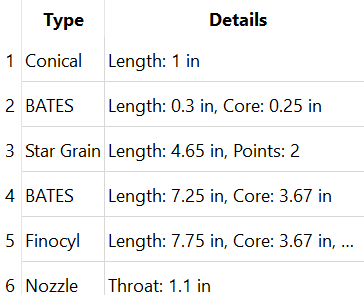 Type Details
1 Conical Length: 1 in
2 BATES Length: 0.3 in, Core: 0.25 in
3 Star Grain Length: 4.65 in, Points: 2
4 BATES Length: 7.25 in, Core: 3.67 in
5 Finocyl Length: 7.75 in, Core: 3.67 in, ...
6 Nozzle Throat: 1.1 in